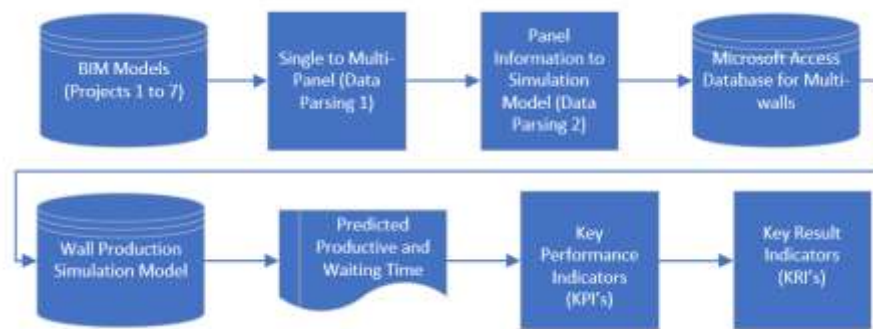 BIM Models
(Projects 1 to 7)
Single to Multi-
Panel (Data
Parsing 1)
Panel
Information to
Simulation
Model (Data
Parsing 2)
Microsoft Access
Database for Multi-
walls
Wall Production
Simulation Model
Predicted
Productive and
Waiting Time
Key
Performance
Indicators
(KPI's)
Key Result
Indicators
(KRI's)